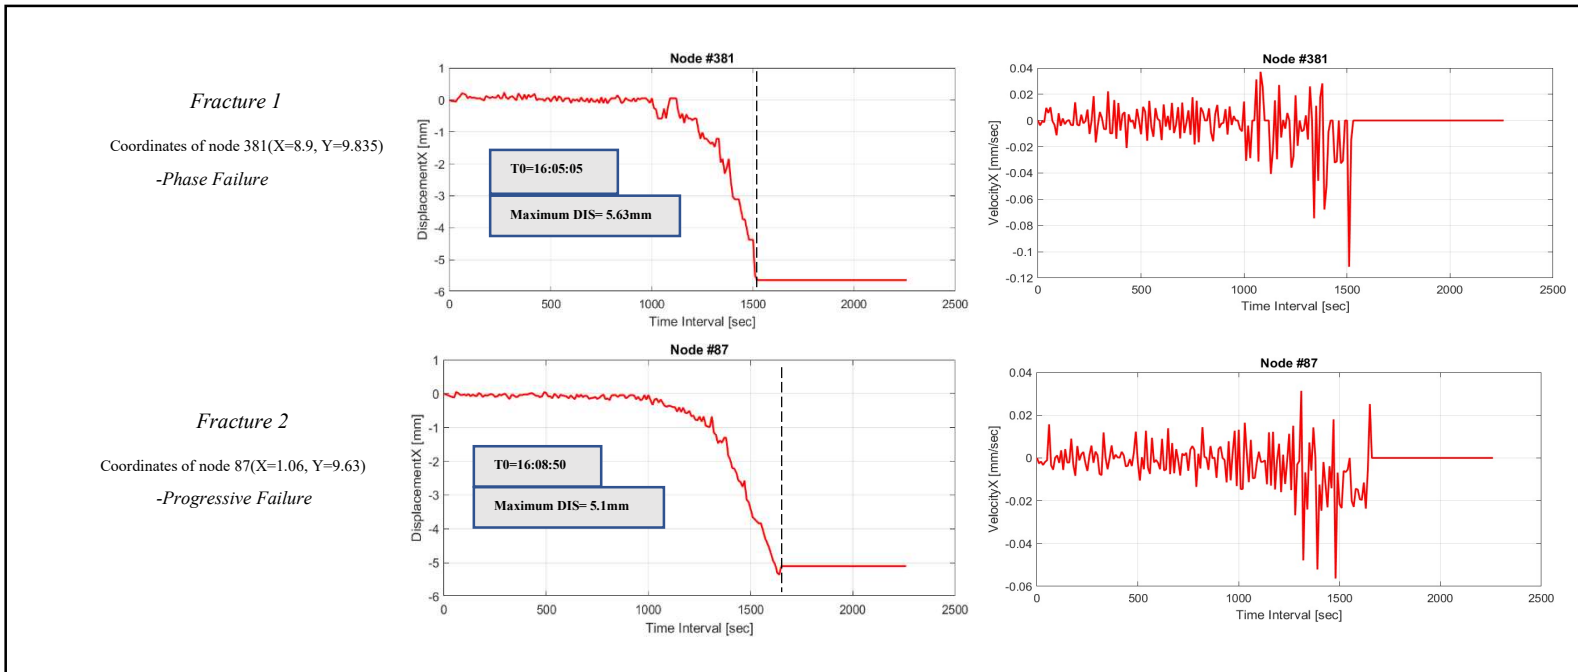 Fracture 1
Coordinates of node 381(X=8.9, Y=9.835)
-Phase Failure
Node #381
1
0
-1
-2
-3
-4
-5
-6
DisplacementX [mm]
T0=16:05:05
Maximum DIS= 5.63mm
0
500
1000
1500
2000
2500
Time Interval [sec]
Node #381
0.04
0.02
0
-0.02
-0.04
-0.06
-0.08
-0.1
-0.12
VelocityX [mm/sec]
0
500
1000
1500
2000
2500
Time Interval [sec]
Fracture 2
Coordinates of node 87(X=1.06, Y=9.63)
-Progressive Failure
Node #87
1
0
-1
-2
-3
-4
-5
-6
DisplacementX [mm]
T0=16:08:50
Maximum DIS= 5.1mm
0
500
1000
1500
2000
2500
Time Interval [sec]
Node #87
0.04
0.02
0
-0.02
-0.04
-0.06
VelocityX [mm/sec]
0
500
1000
1500
2000
2500
Time Interval [sec]